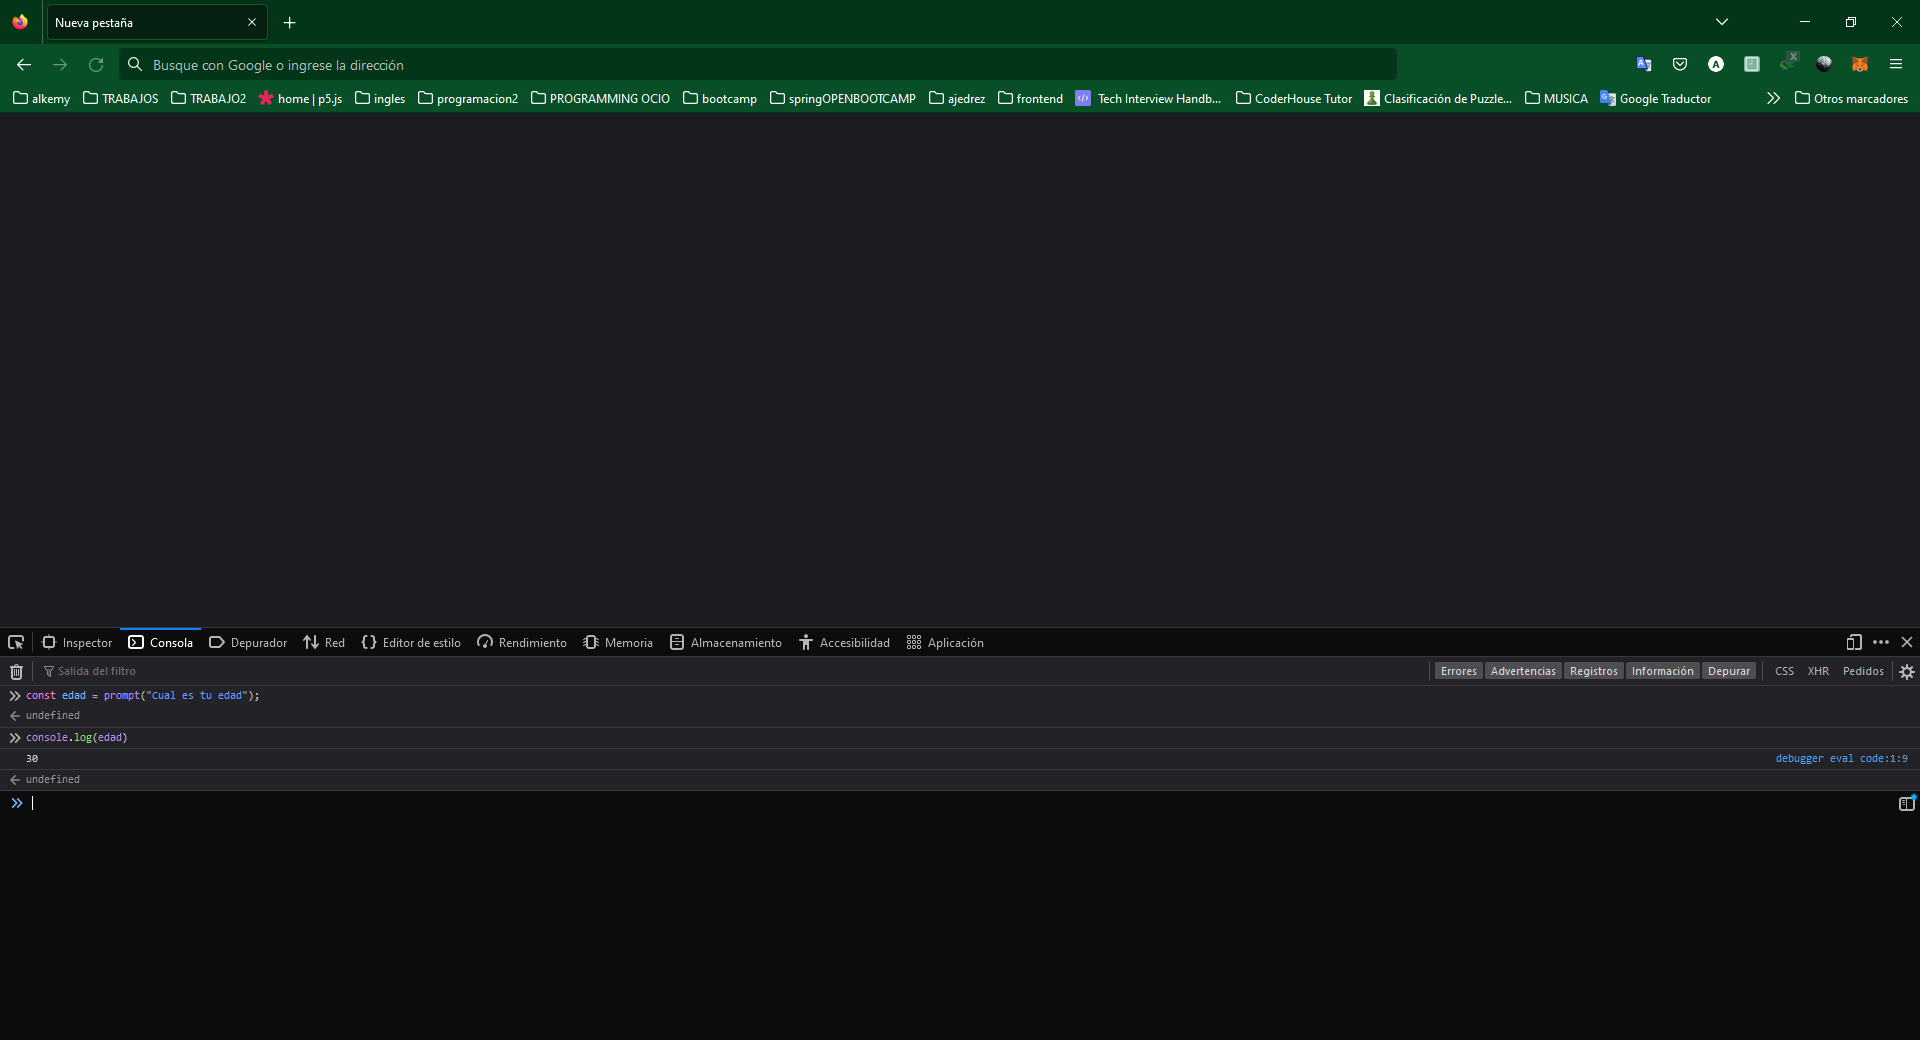 Nueva pestaña
Busque con Google o ingrese la dirección
alkemy TRABAJOS TRABAJO2 home | p5.js ingles programacion2 PROGRAMMING OCIO bootcamp springOPENBOOTCAMP ajedrez frontend Tech Interview Handb... CoderHouse Tutor Clasificación de Puzzle... MUSICA Google Traductor Otros marcadores
Inspector Consola Depurador Red Editor de estilo Rendimiento Memoria Almacenamiento Accesibilidad Aplicación
Salida del filtro Errores Advertencias Registros Información Depurar CSS XHR Pedidos
const edad = prompt("Cual es tu edad");
undefined
console.log(edad)
30 debugger eval code:1:9
undefined